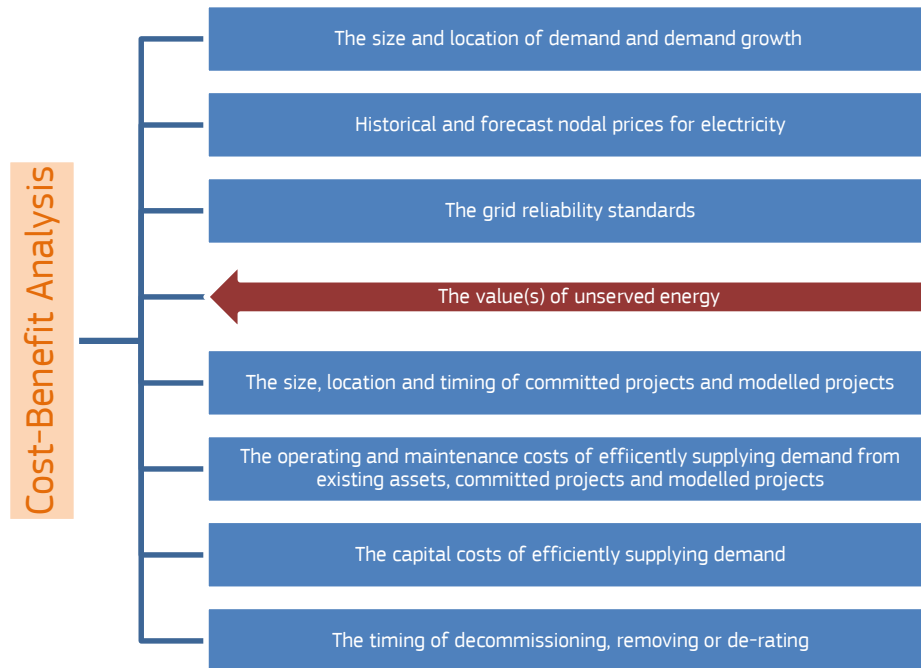 Cost-Benefit Analysis
The size and location of demand and demand growth
Historical and forecast nodal prices for electricity
The grid reliability standards
The value(s) of unserved energy
The size, location and timing of committed projects and modelled projects
The operating and maintenance costs of effiicently supplying demand from
existing assets, committed projects and modelled projects
The capital costs of efficiently supplying demand
The timing of decommissioning, removing or de-rating